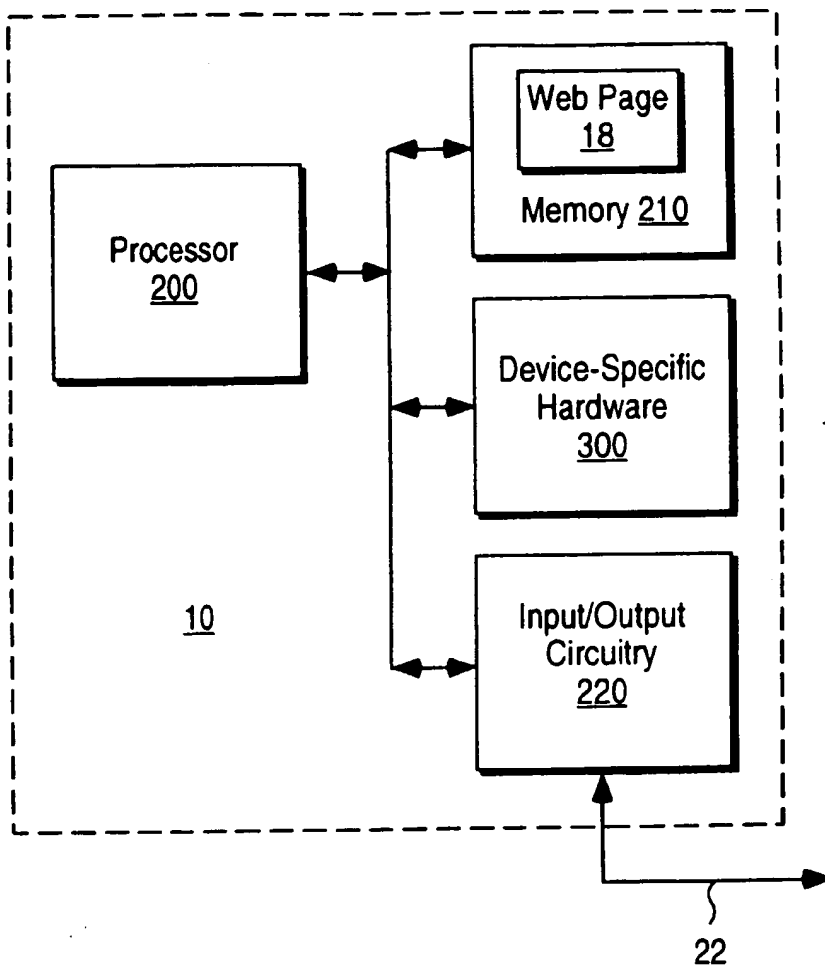 Web Page
18
Memory 210
Processor
200
Device-Specific
Hardware
300
10
Input/Output
Circuitry
220
22